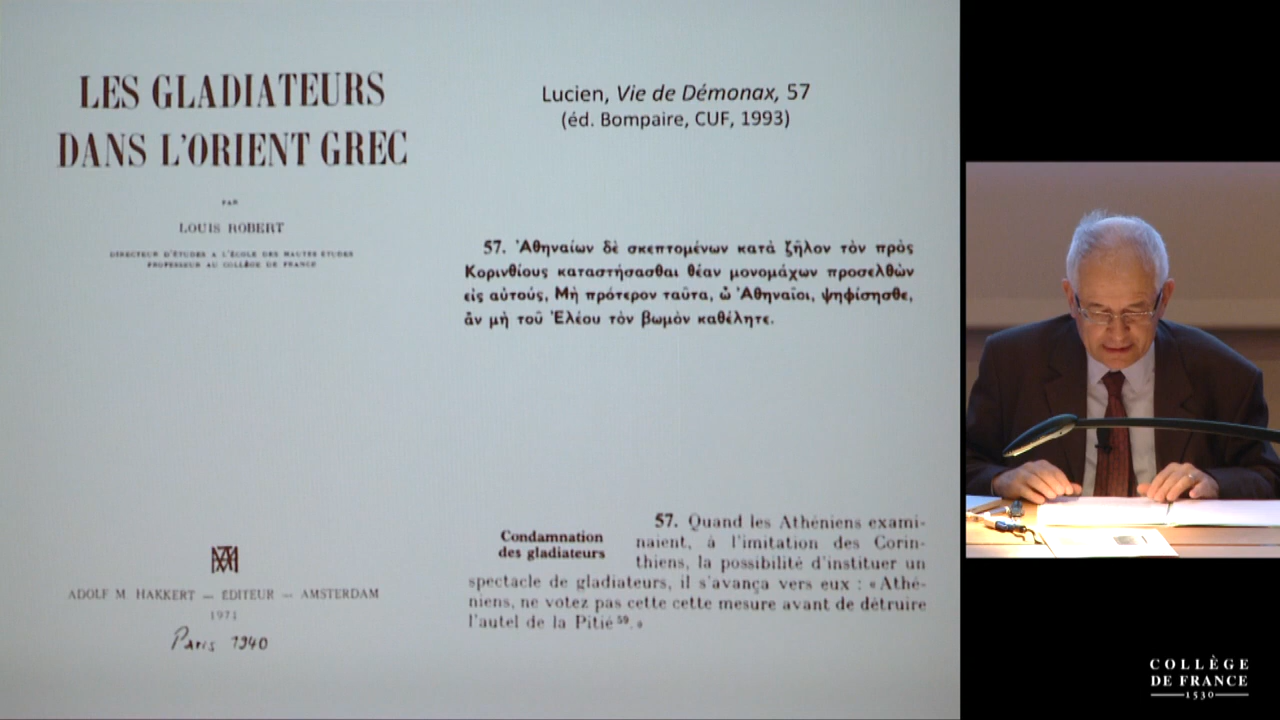 LES GLADIATEURS
DANS L'ORIENT GREC
PAR
LOUIS ROBERT
DIRECTEUR D'ÉTUDES A L'ÉCOLE DES HAUTES ÉTUDES
PROFESSEUR AU COLLÈGE DE FRANCE
ADOLF M. HAKKERT — ÉDITEUR — AMSTERDAM
1971
Paris 1940
Lucien, Vie de Démonax, 57
(éd. Bompaire, CUF, 1993)
57. Ἀθηναίων δὲ σκεπτομένων κατὰ ζῆλον τὸν πρὸς
Κορινθίους καταστήσασθαι θέαν μονομάχων προσελθὼν
εἰς αὐτούς, Μὴ πρότερον ταῦτα, ὦ Ἀθηναῖοι, ψηφίσησθε,
ἂν μὴ τοῦ Ἐλέου τὸν βωμὸν καθέλητε.
Condamnation
des gladiateurs
57. Quand les Athéniens exami-
naient, à l'imitation des Corin-
thiens, la possibilité d'instituer un
spectacle de gladiateurs, il s'avança vers eux : « Athé-
niens, ne votez pas cette cette mesure avant de détruire
l'autel de la Pitié 59. »
COLLÈGE
DE FRANCE
1530